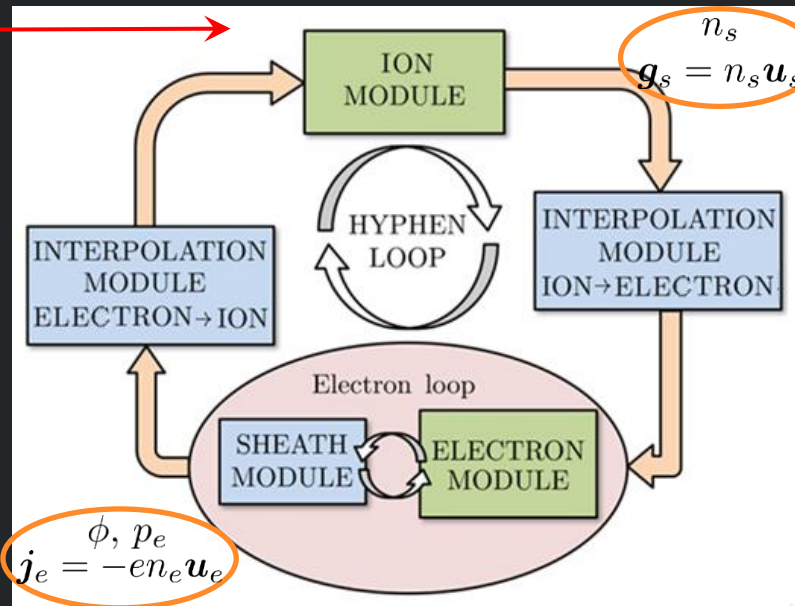 ION
MODULE
n_s
g_s = n_s u_s
HYPHEN
LOOP
INTERPOLATION
MODULE
ELECTRON→ION
INTERPOLATION
MODULE
ION→ELECTRON
Electron loop
SHEATH
MODULE
ELECTRON
MODULE
ϕ, p_e
j_e = −en_e u_e